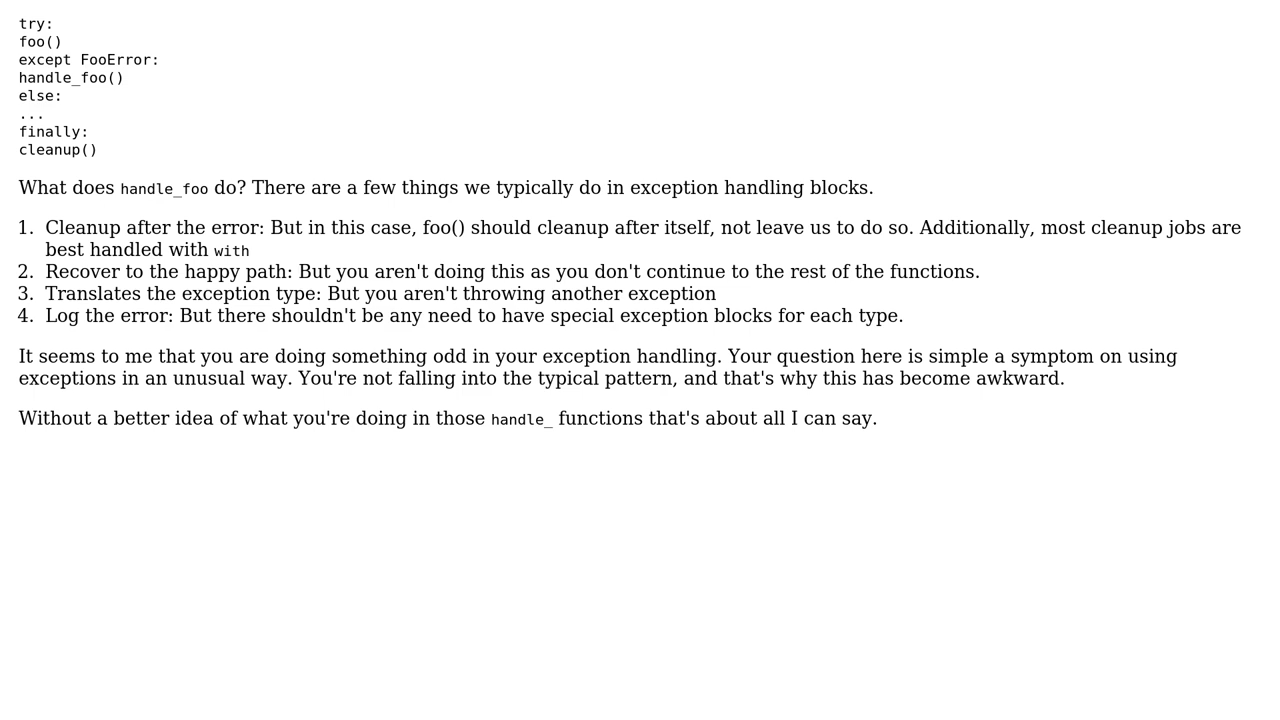 try:
foo()
except FooError:
handle_foo()
else:
...
finally:
cleanup()
What does handle_foo do? There are a few things we typically do in exception handling blocks.
1. Cleanup after the error: But in this case, foo() should cleanup after itself, not leave us to do so. Additionally, most cleanup jobs are
best handled with with
2. Recover to the happy path: But you aren't doing this as you don't continue to the rest of the functions.
3. Translates the exception type: But you aren't throwing another exception
4. Log the error: But there shouldn't be any need to have special exception blocks for each type.
It seems to me that you are doing something odd in your exception handling. Your question here is simple a symptom on using
exceptions in an unusual way. You're not falling into the typical pattern, and that's why this has become awkward.
Without a better idea of what you're doing in those handle_ functions that's about all I can say.